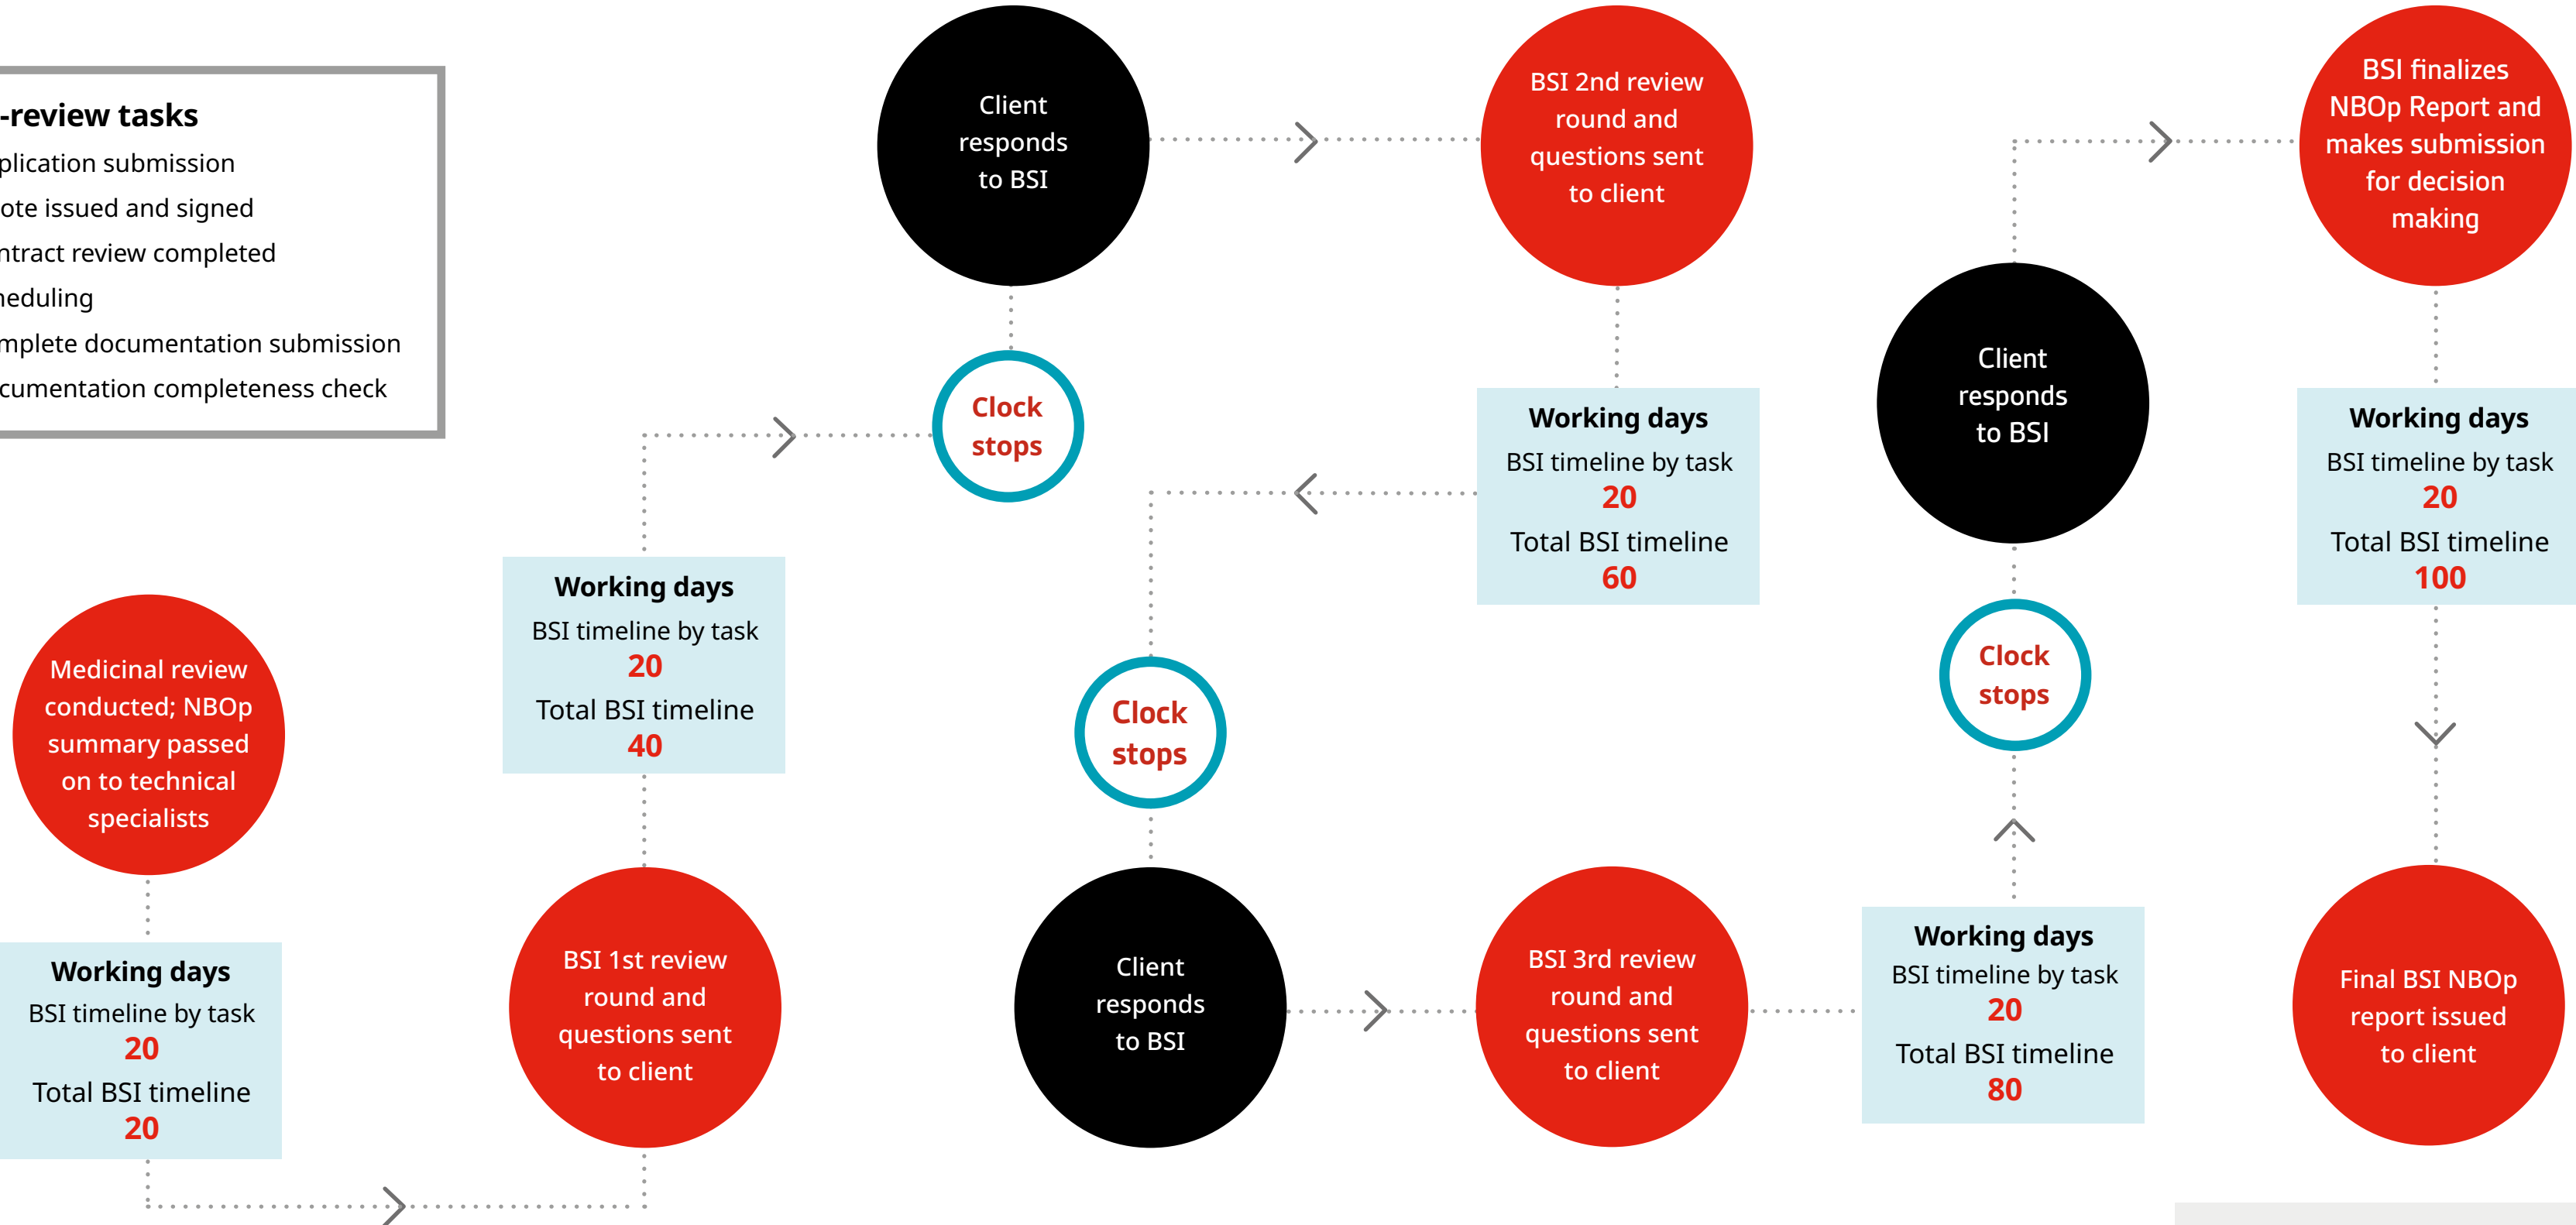 -review tasks
plication submission
ote issued and signed
ntract review completed
heduling
mplete documentation submission
cumentation completeness check
Medicinal review
conducted; NBOp
summary passed
on to technical
specialists
Working days
BSI timeline by task
20
Total BSI timeline
20
BSI 1st review
round and
questions sent
to client
Working days
BSI timeline by task
20
Total BSI timeline
40
Clock
stops
Client
responds
to BSI
BSI 2nd review
round and
questions sent
to client
Working days
BSI timeline by task
20
Total BSI timeline
60
Clock
stops
Client
responds
to BSI
BSI 3rd review
round and
questions sent
to client
Working days
BSI timeline by task
20
Total BSI timeline
80
Clock
stops
Client
responds
to BSI
BSI finalizes
NBOp Report and
makes submission
for decision
making
Working days
BSI timeline by task
20
Total BSI timeline
100
Final BSI NBOp
report issued
to client